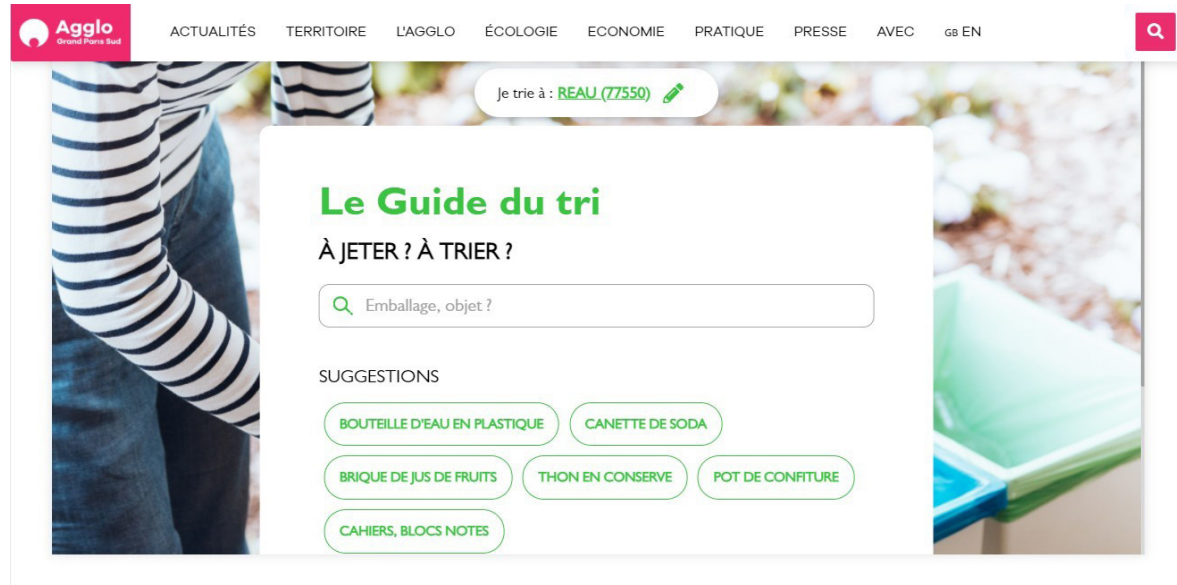 Agglo
Grand Paris Sud
ACTUALITÉS TERRITOIRE L'AGGLO ÉCOLOGIE ECONOMIE PRATIQUE PRESSE AVEC GB EN
Je trie à : REAU (77550)
Le Guide du tri
À JETER ? À TRIER ?
Emballage, objet ?
SUGGESTIONS
BOUTEILLE D'EAU EN PLASTIQUE CANETTE DE SODA
BRIQUE DE JUS DE FRUITS THON EN CONSERVE POT DE CONFITURE
CAHIERS, BLOCS NOTES